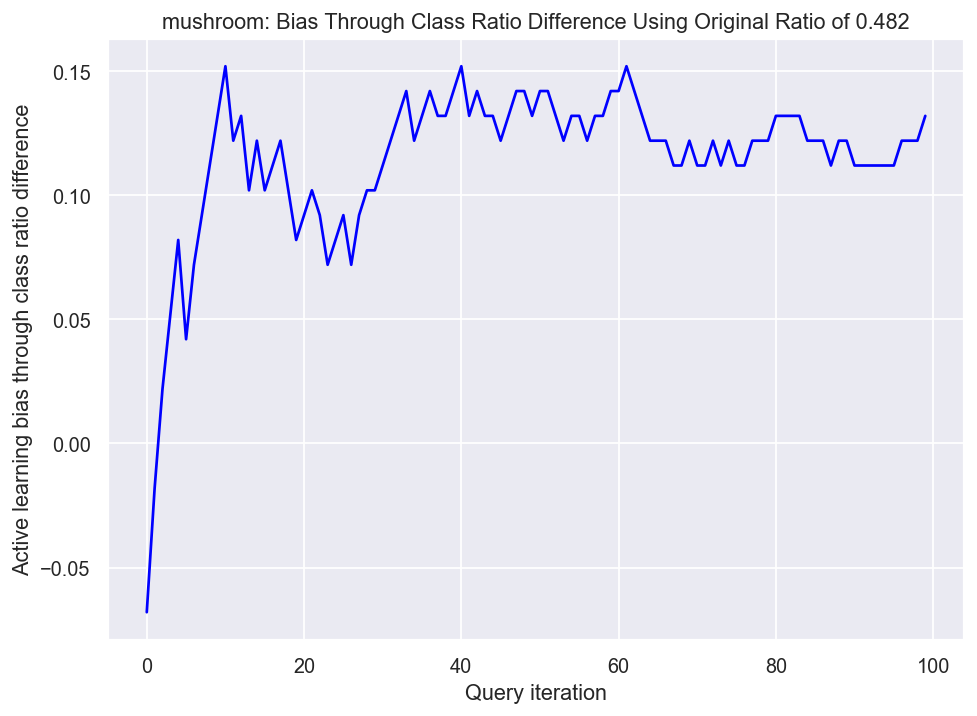 mushroom: Bias Through Class Ratio Difference Using Original Ratio of 0.482
Active learning bias through class ratio difference
0.15
0.10
0.05
0.00
−0.05
0 20 40 60 80 100
Query iteration